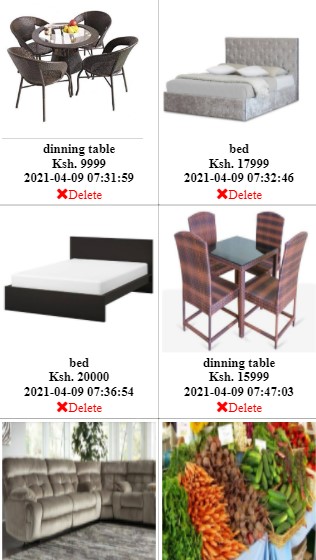 dinning table
Ksh. 9999
2021-04-09 07:31:59
✖Delete
bed
Ksh. 17999
2021-04-09 07:32:46
✖Delete
bed
Ksh. 20000
2021-04-09 07:36:54
✖Delete
dinning table
Ksh. 15999
2021-04-09 07:47:03
✖Delete